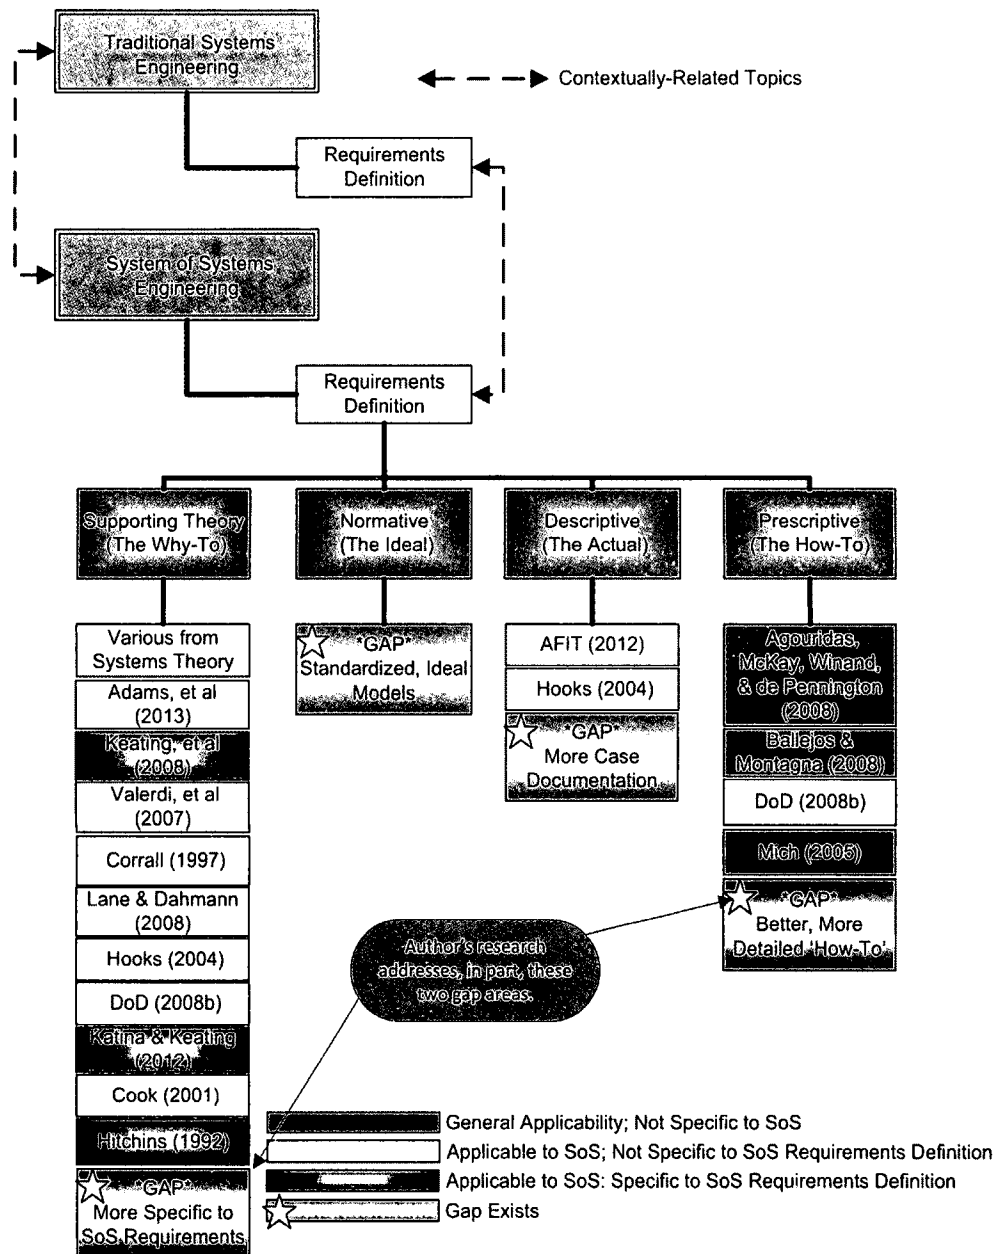 Traditional Systems
Engineering
Contextually-Related Topics
Requirements
Definition
System of Systems
Engineering
Requirements
Definition
Supporting Theory
(The Why-To)
Normative
(The Ideal)
Descriptive
(The Actual)
Prescriptive
(The How-To)
Various from
Systems Theory
Adams, et al
(2013)
Keating, et al
(2008)
Valerdi, et al
(2007)
Corrall (1997)
Lane & Dahmann
(2008)
Hooks (2004)
DoD (2008b)
Katina & Keating
(2012)
Cook (2001)
Hitchins (1992)
*GAP*
More Specific to
SoS Requirements
*GAP*
Standardized, Ideal
Models
AFIT (2012)
Hooks (2004)
*GAP*
More Case
Documentation
Agouridas,
McKay, Winand,
& de Pennington
(2008)
Ballejos &
Montagna (2008)
DoD (2008b)
Mich (2005)
*GAP*
Better, More
Detailed 'How-To'
Author's research
addresses, in part, these
two gap areas.
General Applicability; Not Specific to SoS
Applicable to SoS; Not Specific to SoS Requirements Definition
Applicable to SoS: Specific to SoS Requirements Definition
Gap Exists